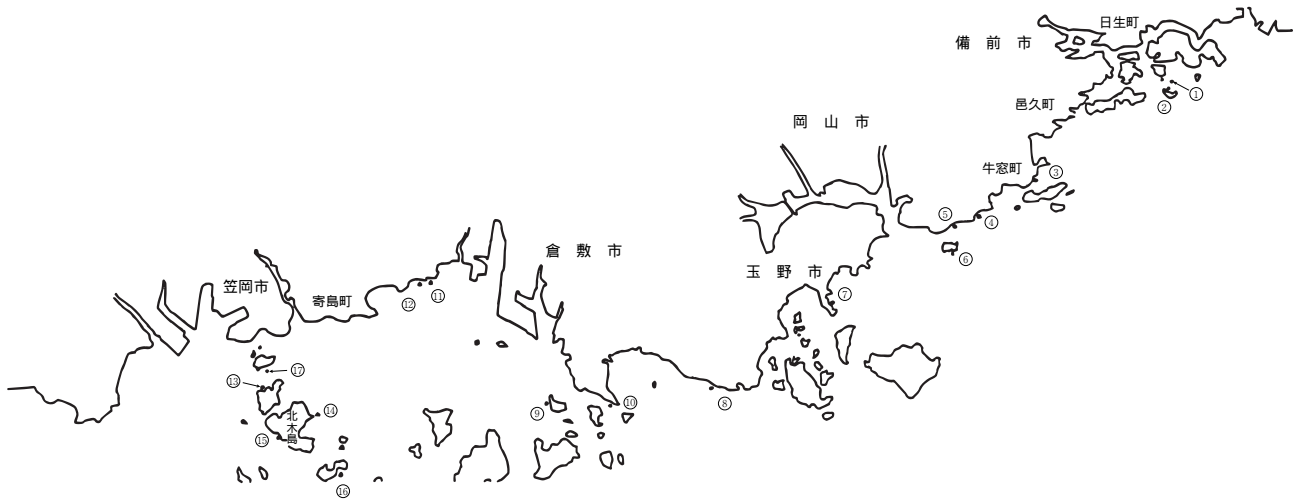 日生町
備前市
①
②
邑久町
岡山市
牛窓町
③
④
⑤
⑥
倉敷市
玉野市
⑦
笠岡市
寄島町
⑪
⑫
⑰
⑬
⑧
⑨
⑩
⑭
北木島
⑮
⑯